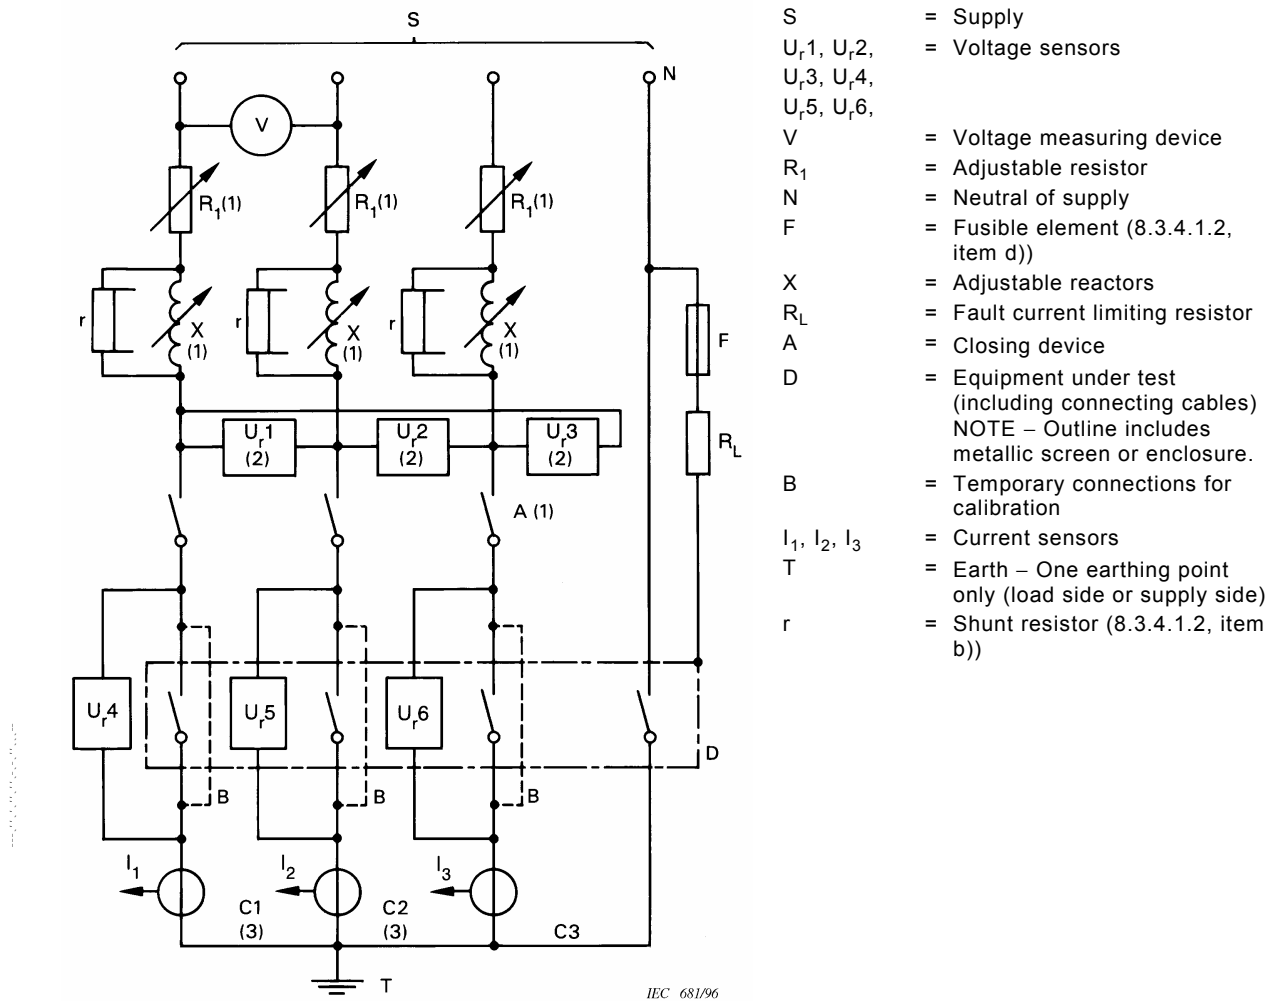 S
N
V
R1(1) R1(1) R1(1)
r X (1) r X (1) r X (1)
F
Ur1 (2) Ur2 (2) Ur3 (2)
RL
A (1)
Ur4 Ur5 Ur6
D
B B B
I1 I2 I3
C1 (3) C2 (3) C3
T
IEC 681/96
S = Supply
Ur1, Ur2, = Voltage sensors
Ur3, Ur4,
Ur5, Ur6,
V = Voltage measuring device
R1 = Adjustable resistor
N = Neutral of supply
F = Fusible element (8.3.4.1.2,
item d))
X = Adjustable reactors
RL = Fault current limiting resistor
A = Closing device
D = Equipment under test
(including connecting cables)
NOTE – Outline includes
metallic screen or enclosure.
B = Temporary connections for
calibration
I1, I2, I3 = Current sensors
T = Earth – One earthing point
only (load side or supply side)
r = Shunt resistor (8.3.4.1.2, item
b))